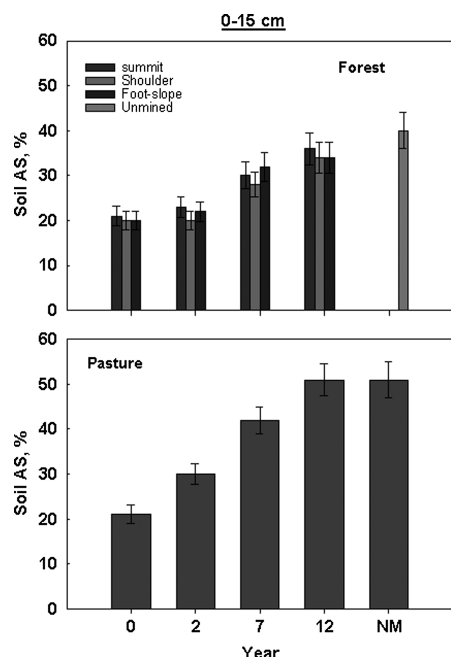 0-15 cm
60
50
40
30
20
10
0
Soil AS, %
summit
Shoulder
Foot-slope
Unmined
Forest
60
50
40
30
20
10
0
Soil AS, %
Pasture
0 2 7 12 NM
Year